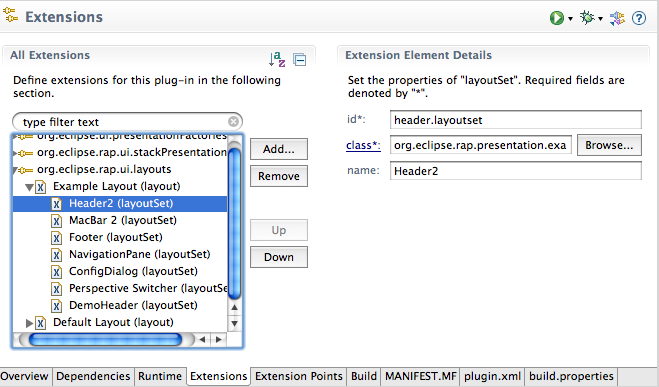 Extensions
All Extensions
Define extensions for this plug-in in the following
section.
type filter text
org.eclipse.ui.presentationFactories
org.eclipse.rap.ui.stackPresentation
org.eclipse.rap.ui.layouts
Example Layout (layout)
Header2 (layoutSet)
MacBar 2 (layoutSet)
Footer (layoutSet)
NavigationPane (layoutSet)
ConfigDialog (layoutSet)
Perspective Switcher (layoutSe
DemoHeader (layoutSet)
Default Layout (layout)
Add...
Remove
Up
Down
Extension Element Details
Set the properties of "layoutSet". Required fields are
denoted by "*".
id*: header.layoutset
class*: org.eclipse.rap.presentation.exa Browse...
name: Header2
Overview Dependencies Runtime Extensions Extension Points Build MANIFEST.MF plugin.xml build.properties